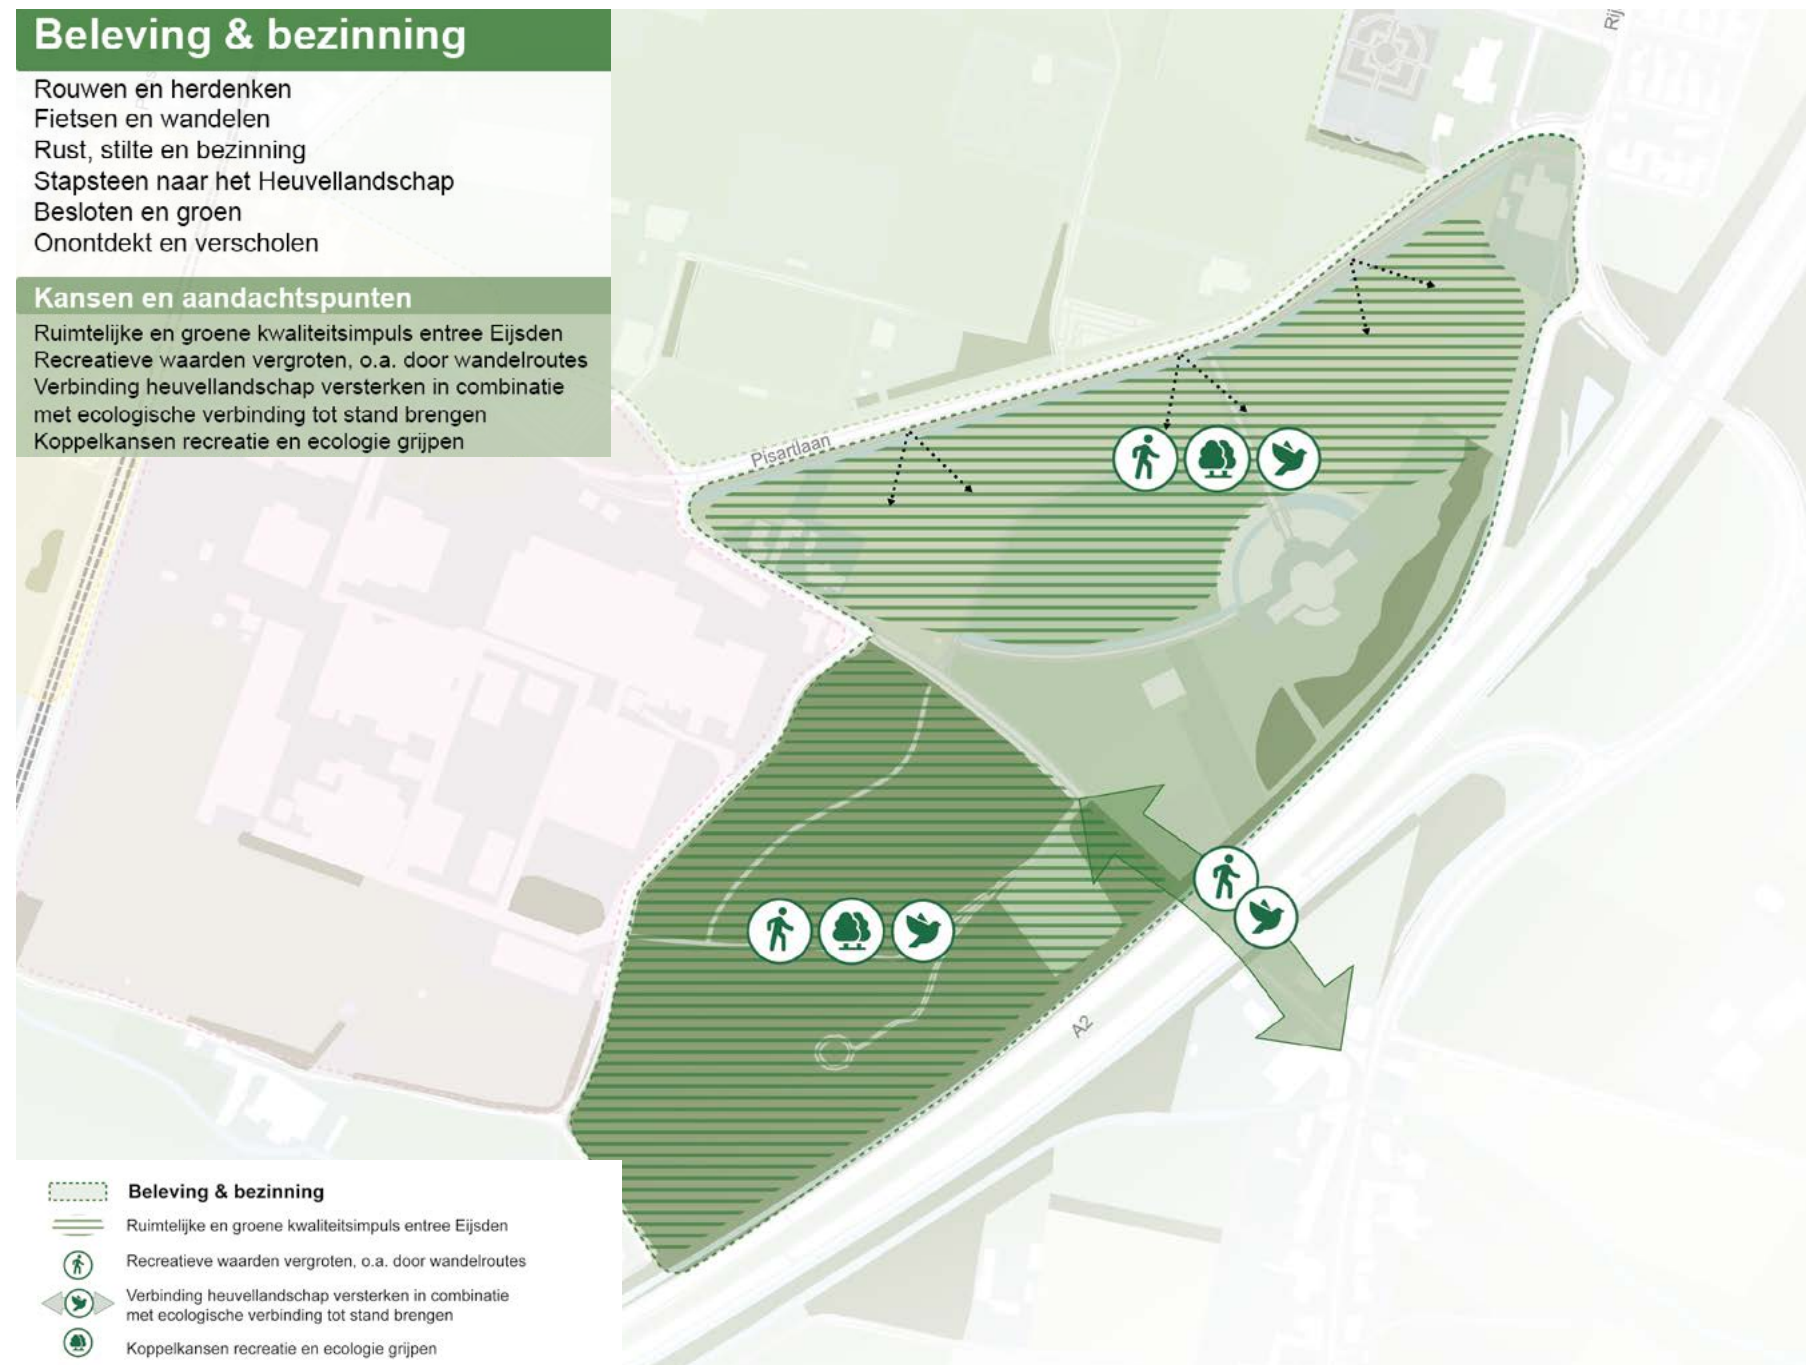 Beleving & bezinning
Rouwen en herdenken
Fietsen en wandelen
Rust, stilte en bezinning
Stapsteen naar het Heuvellandschap
Besloten en groen
Onontdekt en verscholen
Kansen en aandachtspunten
Ruimtelijke en groene kwaliteitsimpuls entree Eijsden
Recreatieve waarden vergroten, o.a. door wandelroutes
Verbinding heuvellandschap versterken in combinatie
met ecologische verbinding tot stand brengen
Koppelkansen recreatie en ecologie grijpen
Rij
Pisartlaan
A2
Beleving & bezinning
Ruimtelijke en groene kwaliteitsimpuls entree Eijsden
Recreatieve waarden vergroten, o.a. door wandelroutes
Verbinding heuvellandschap versterken in combinatie
met ecologische verbinding tot stand brengen
Koppelkansen recreatie en ecologie grijpen